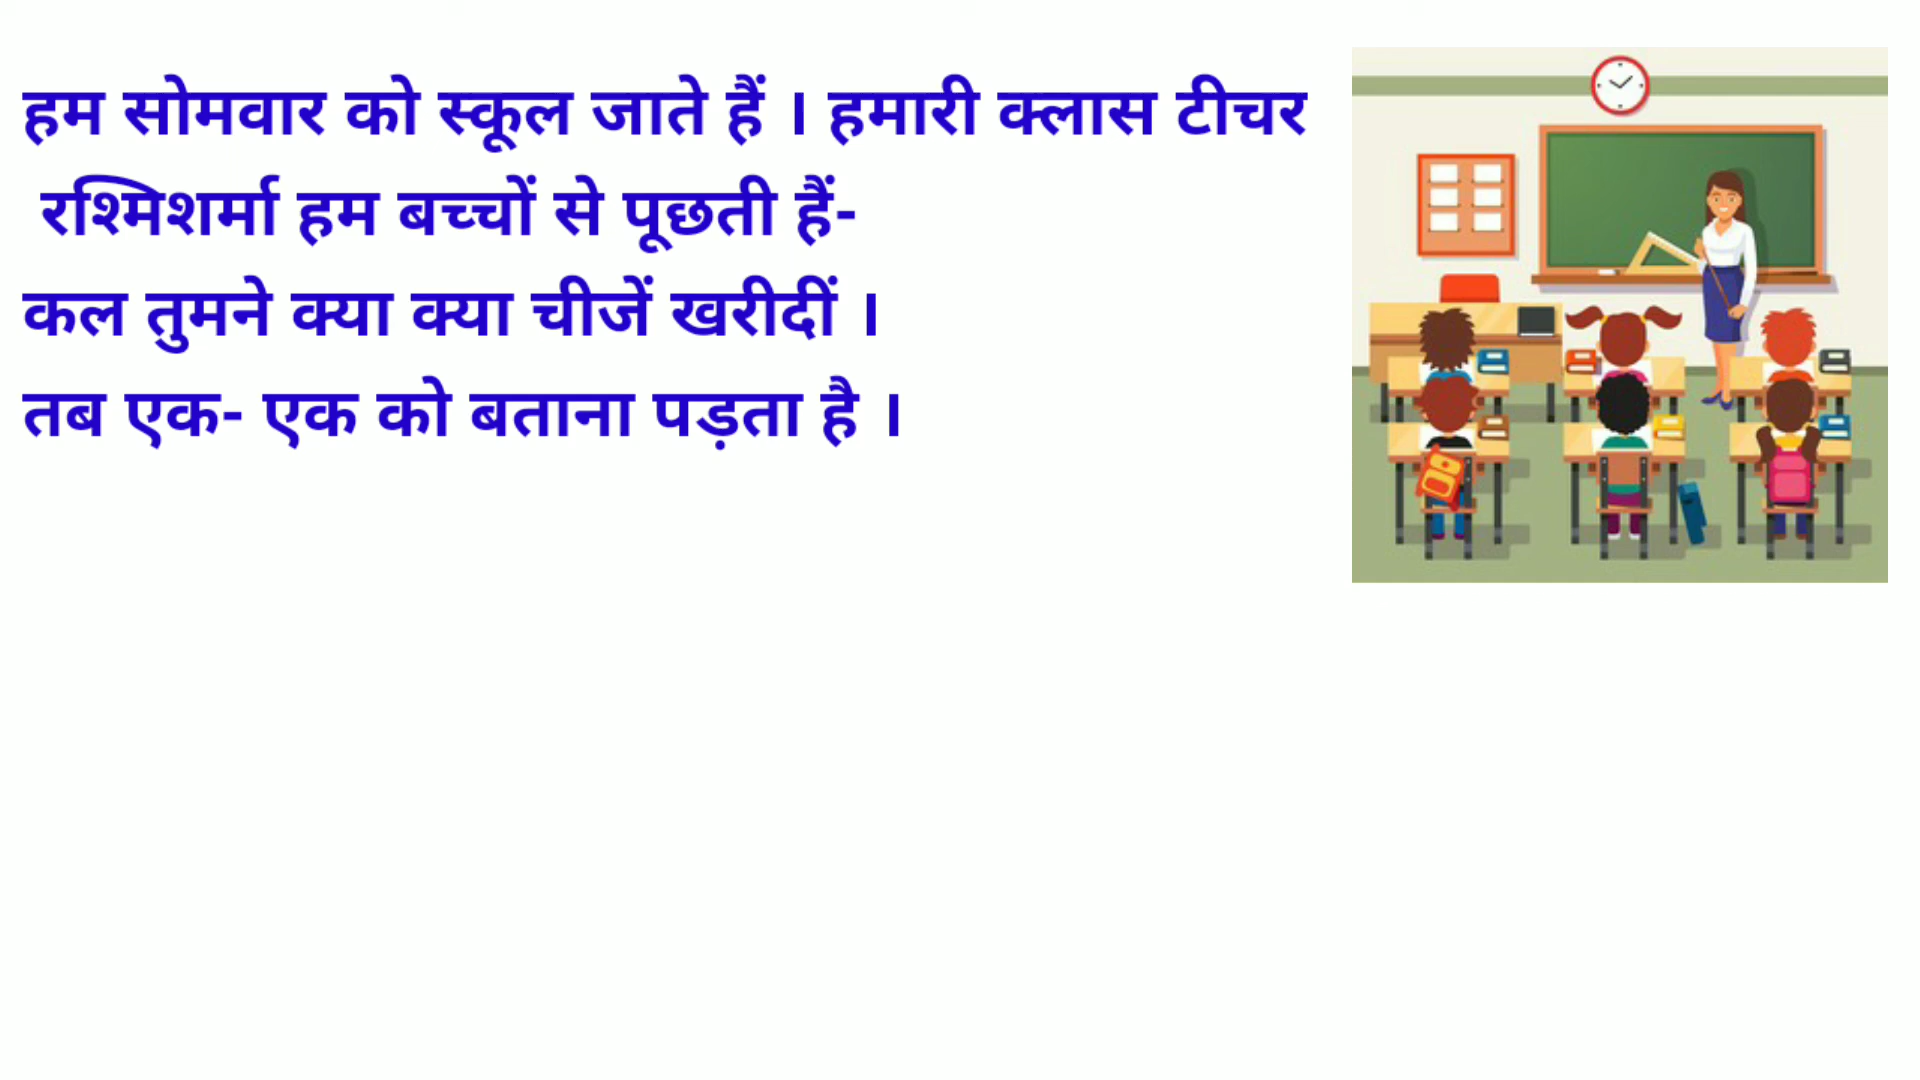 हम सोमवार को स्कूल जाते हैं । हमारी क्लास टीचर
रश्मिशर्मा हम बच्चों से पूछती हैं-
कल तुमने क्या क्या चीजें खरीदीं ।
तब एक- एक को बताना पड़ता है ।